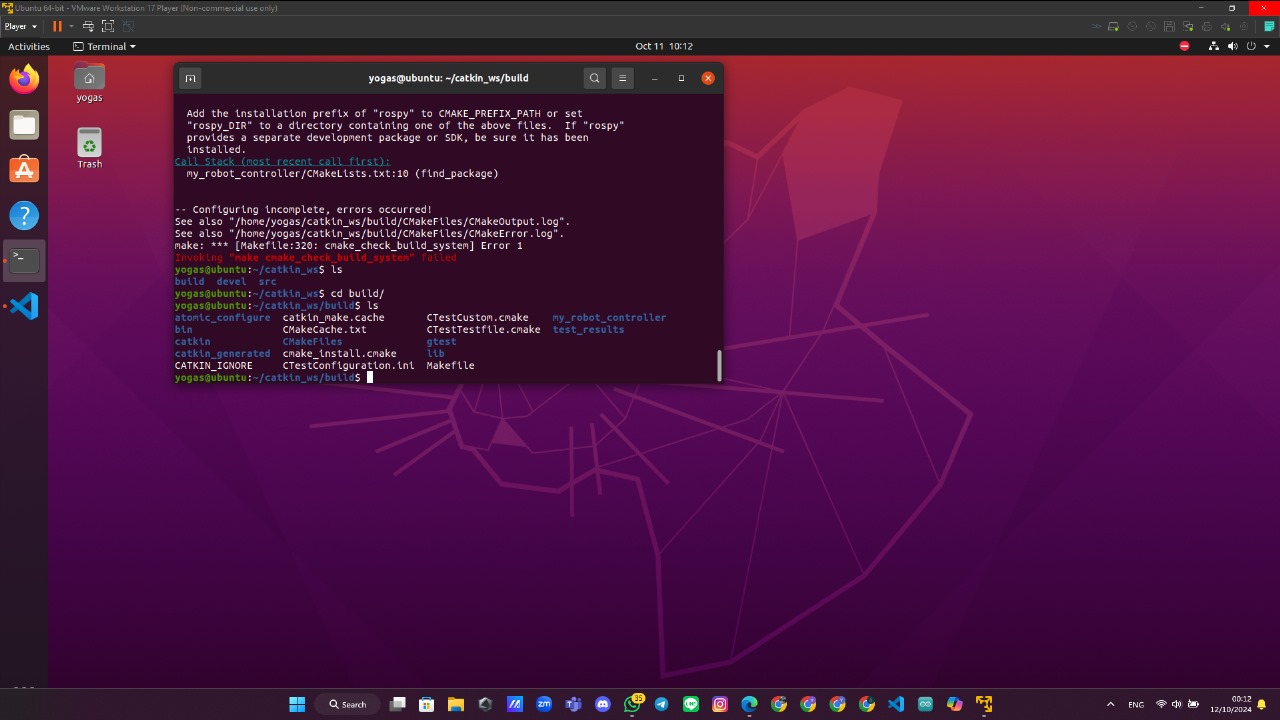 Ubuntu 64-bit - VMware Workstation 17 Player (Non-commercial use only)
Player
Activities
Terminal
Oct 11 10:12
yogas
Trash
yogas@ubuntu: ~/catkin_ws/build
Add the installation prefix of "rospy" to CMAKE_PREFIX_PATH or set
"rospy_DIR" to a directory containing one of the above files.  If "rospy"
provides a separate development package or SDK, be sure it has been
installed.
Call Stack (most recent call first):
my_robot_controller/CMakeLists.txt:10 (find_package)
-- Configuring incomplete, errors occurred!
See also "/home/yogas/catkin_ws/build/CMakeFiles/CMakeOutput.log".
See also "/home/yogas/catkin_ws/build/CMakeFiles/CMakeError.log".
make: *** [Makefile:320: cmake_check_build_system] Error 1
Invoking "make cmake_check_build_system" failed
yogas@ubuntu:~/catkin_ws$ ls
build  devel  src
yogas@ubuntu:~/catkin_ws$ cd build/
yogas@ubuntu:~/catkin_ws/build$ ls
atomic_configure  catkin_make.cache  CTestCustom.cmake  my_robot_controller
bin  CMakeCache.txt  CTestTestfile.cmake  test_results
catkin  CMakeFiles  gtest
catkin_generated  cmake_install.cmake  lib
CATKIN_IGNORE  CTestConfiguration.ini  Makefile
yogas@ubuntu:~/catkin_ws/build$
Search
35
ENG
00:12
12/10/2024